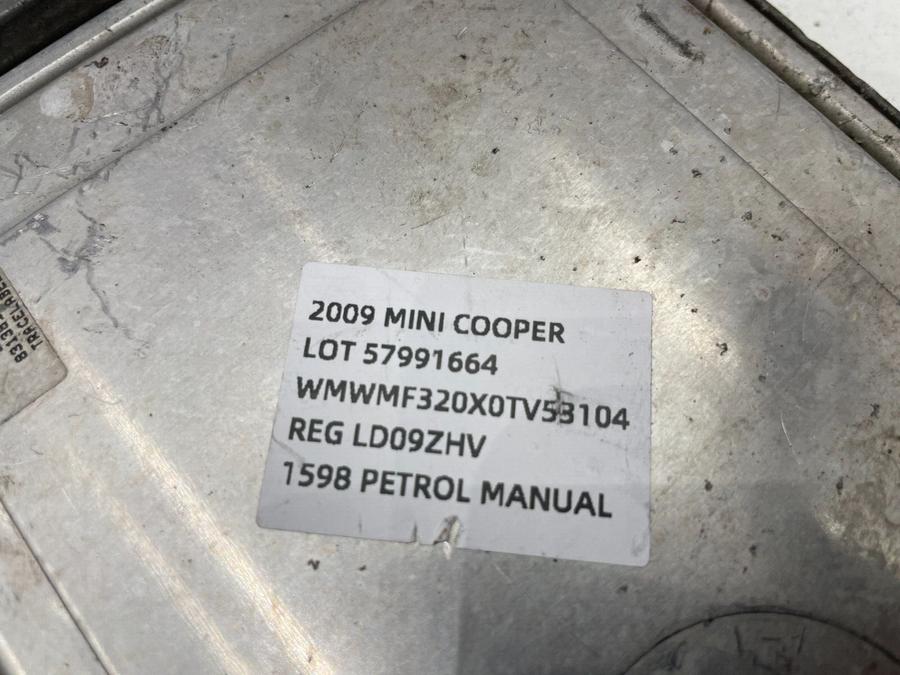 2009 MINI COOPER
LOT 57991664
WMWMF320X0TV53104
REG LD09ZHV
1598 PETROL MANUAL